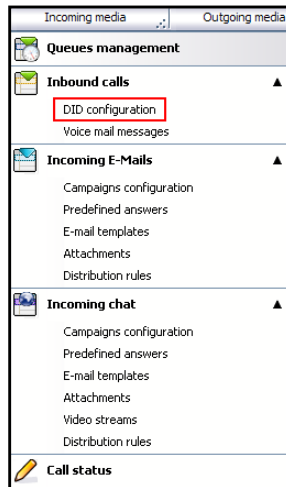 Incoming media Outgoing media
Queues management
Inbound calls
DID configuration
Voice mail messages
Incoming E-Mails
Campaigns configuration
Predefined answers
E-mail templates
Attachments
Distribution rules
Incoming chat
Campaigns configuration
Predefined answers
E-mail templates
Attachments
Video streams
Distribution rules
Call status